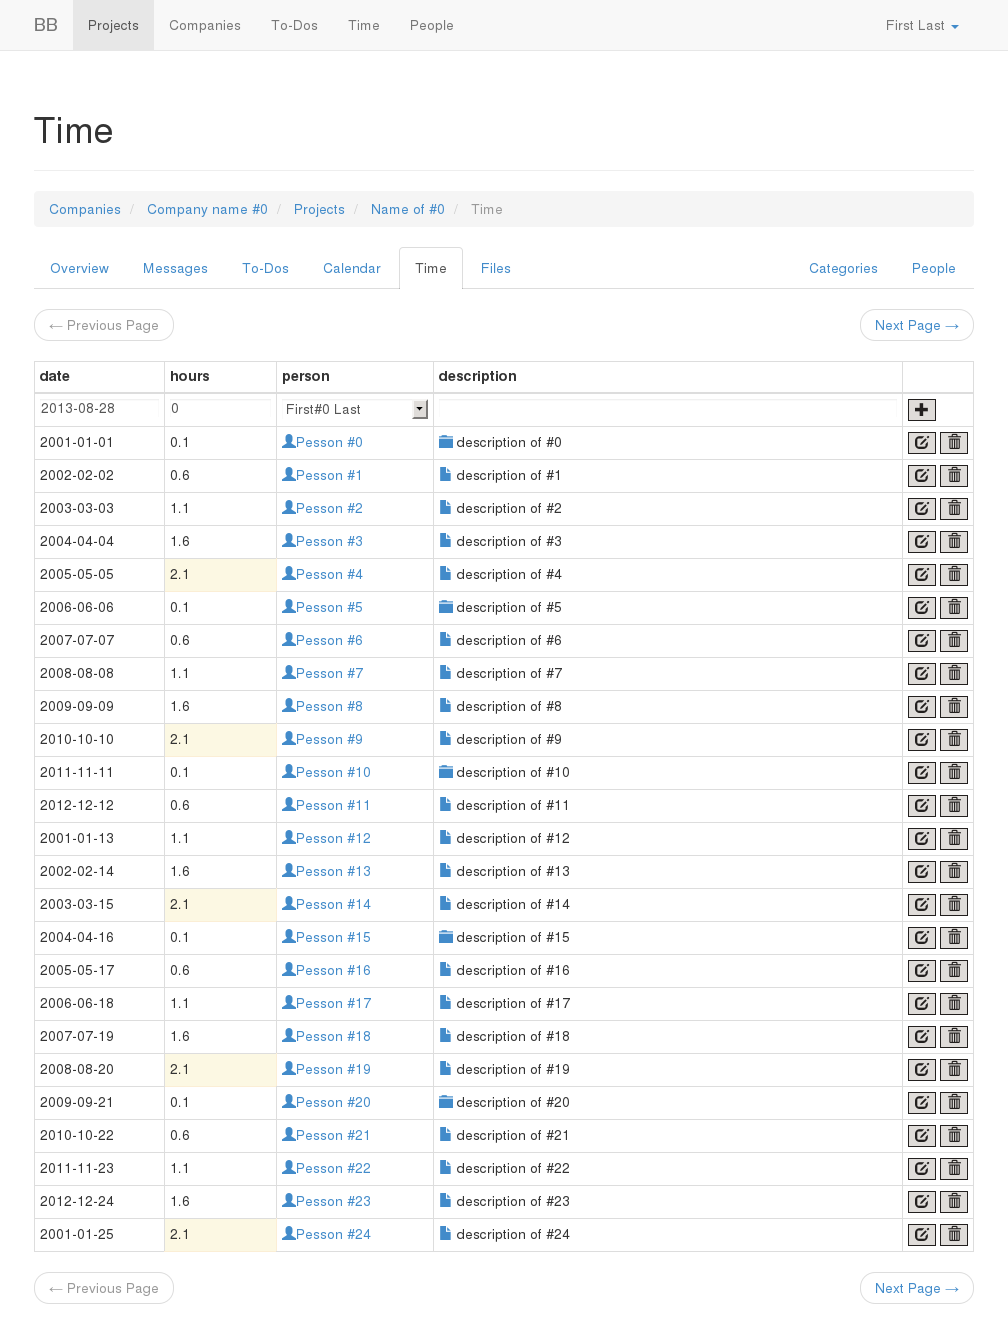 BB Projects Companies To-Dos Time People First Last
Time
Companies / Company name #0 / Projects / Name of #0 / Time
Overview Messages To-Dos Calendar Time Files Categories People
← Previous Page Next Page →
date hours person description
2013-08-28 0 First#0 Last
2001-01-01 0.1 Pesson #0 description of #0
2002-02-02 0.6 Pesson #1 description of #1
2003-03-03 1.1 Pesson #2 description of #2
2004-04-04 1.6 Pesson #3 description of #3
2005-05-05 2.1 Pesson #4 description of #4
2006-06-06 0.1 Pesson #5 description of #5
2007-07-07 0.6 Pesson #6 description of #6
2008-08-08 1.1 Pesson #7 description of #7
2009-09-09 1.6 Pesson #8 description of #8
2010-10-10 2.1 Pesson #9 description of #9
2011-11-11 0.1 Pesson #10 description of #10
2012-12-12 0.6 Pesson #11 description of #11
2001-01-13 1.1 Pesson #12 description of #12
2002-02-14 1.6 Pesson #13 description of #13
2003-03-15 2.1 Pesson #14 description of #14
2004-04-16 0.1 Pesson #15 description of #15
2005-05-17 0.6 Pesson #16 description of #16
2006-06-18 1.1 Pesson #17 description of #17
2007-07-19 1.6 Pesson #18 description of #18
2008-08-20 2.1 Pesson #19 description of #19
2009-09-21 0.1 Pesson #20 description of #20
2010-10-22 0.6 Pesson #21 description of #21
2011-11-23 1.1 Pesson #22 description of #22
2012-12-24 1.6 Pesson #23 description of #23
2001-01-25 2.1 Pesson #24 description of #24
← Previous Page Next Page →